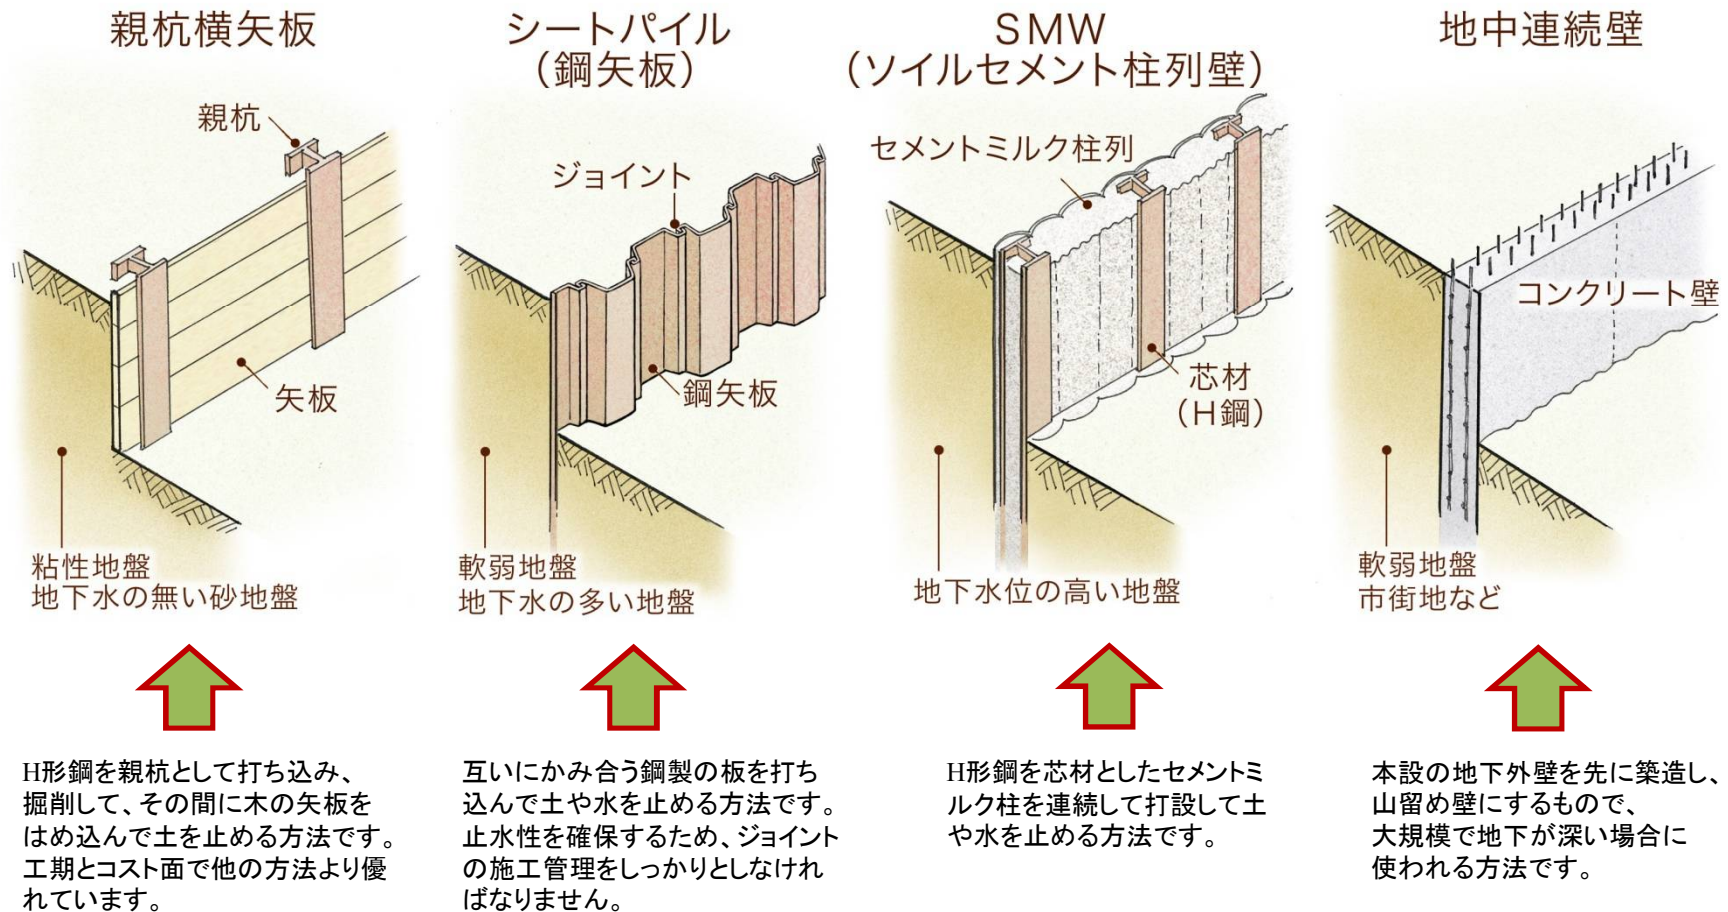 親杭横矢板
親杭
矢板
粘性地盤
地下水の無い砂地盤
H形鋼を親杭として打ち込み、
掘削して、その間に木の矢板を
はめ込んで土を止める方法です。
工期とコスト面で他の方法より優
れています。
シートパイル
（鋼矢板）
ジョイント
鋼矢板
軟弱地盤
地下水の多い地盤
互いにかみ合う鋼製の板を打ち
込んで土や水を止める方法です。
止水性を確保するため、ジョイント
の施工管理をしっかりとしなけれ
ばなりません。
SMW
（ソイルセメント柱列壁）
セメントミルク柱列
芯材
（H鋼）
地下水位の高い地盤
H形鋼を芯材としたセメントミ
ルク柱を連続して打設して土
や水を止める方法です。
地中連続壁
コンクリート壁
軟弱地盤
市街地など
本設の地下外壁を先に築造し、
山留め壁にするもので、
大規模で地下が深い場合に
使われる方法です。